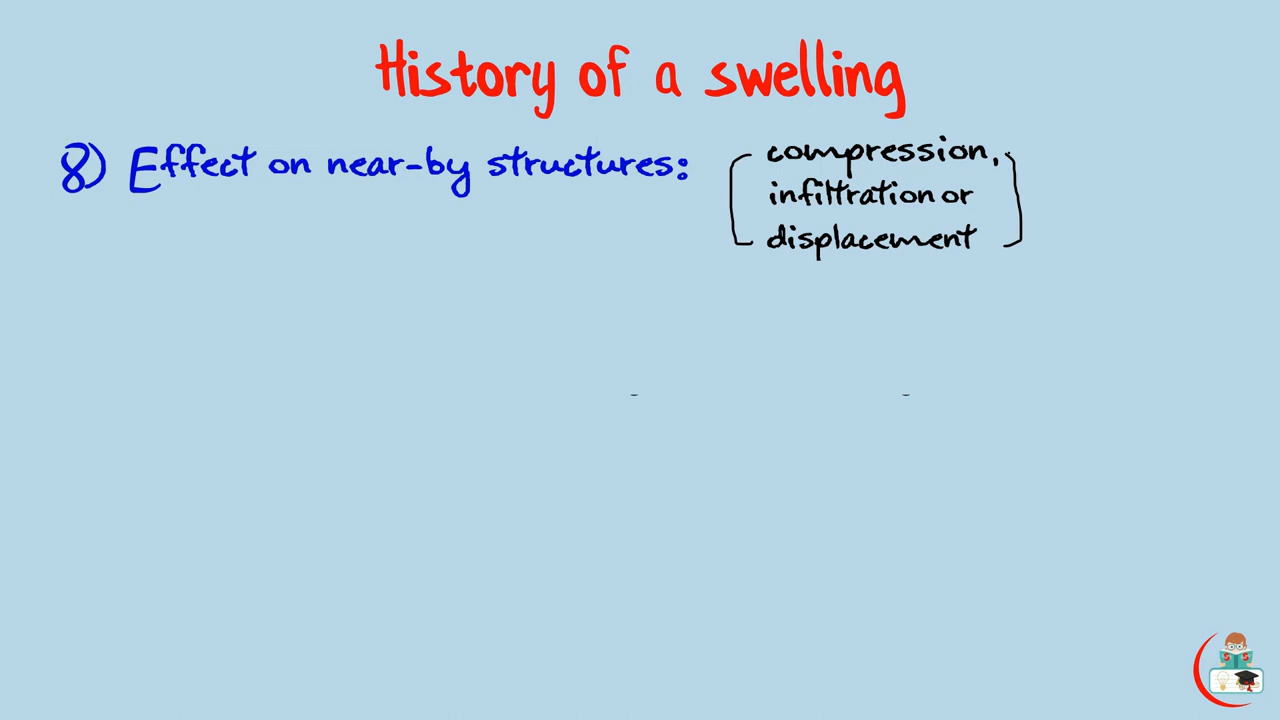 History of a swelling
8) Effect on near-by structures:
compression,
infiltration or
displacement